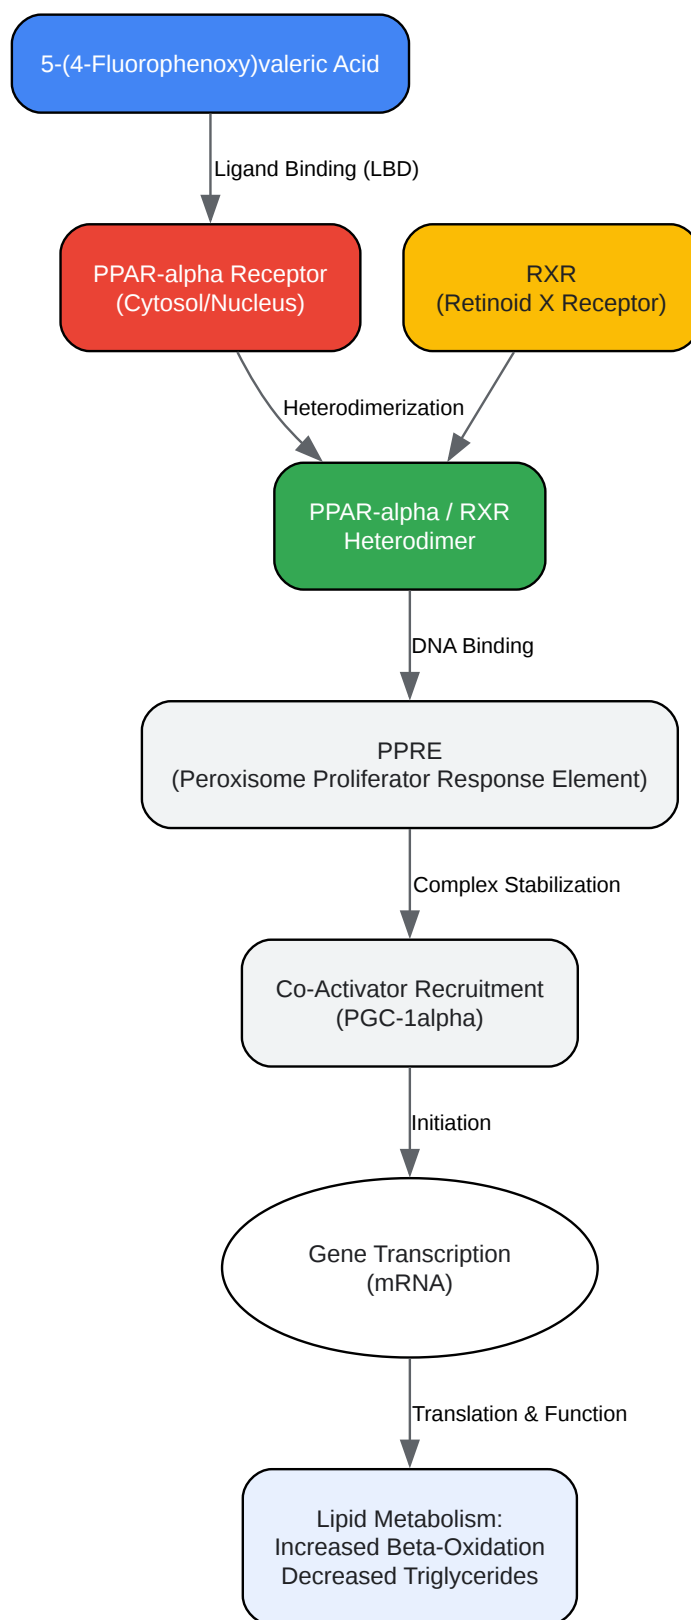 5-(4-Fluorophenoxy)valeric Acid
Ligand Binding (LBD)
PPAR-alpha Receptor
(Cytosol/Nucleus)
RXR
(Retinoid X Receptor)
Heterodimerization
PPAR-alpha / RXR
Heterodimer
DNA Binding
PPRE
(Peroxisome Proliferator Response Element)
Complex Stabilization
Co-Activator Recruitment
(PGC-1alpha)
Initiation
Gene Transcription
(mRNA)
Translation & Function
Lipid Metabolism:
Increased Beta-Oxidation
Decreased Triglycerides